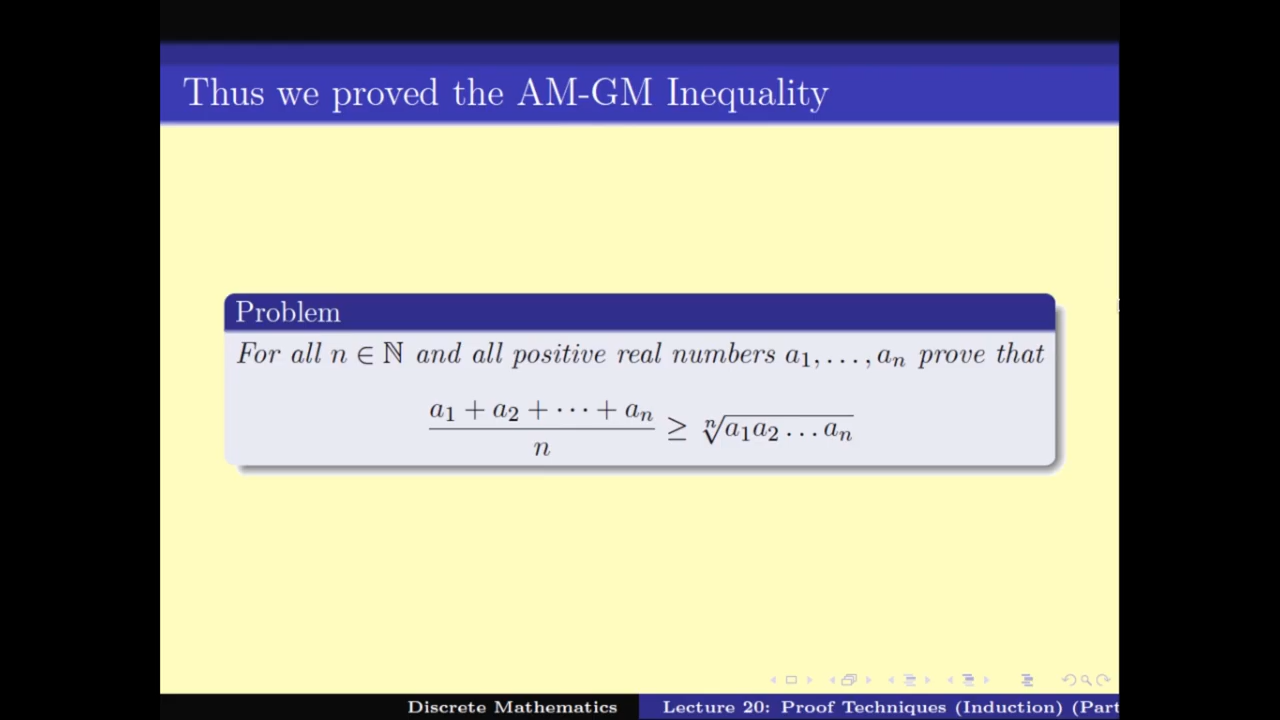 Thus we proved the AM-GM Inequality
Problem
For all n ∈ ℕ and all positive real numbers a₁, . . . , aₙ prove that
(a₁ + a₂ + · · · + aₙ) / n ≥ ⁿ√(a₁a₂ . . . aₙ)
Discrete Mathematics
Lecture 20: Proof Techniques (Induction) (Part